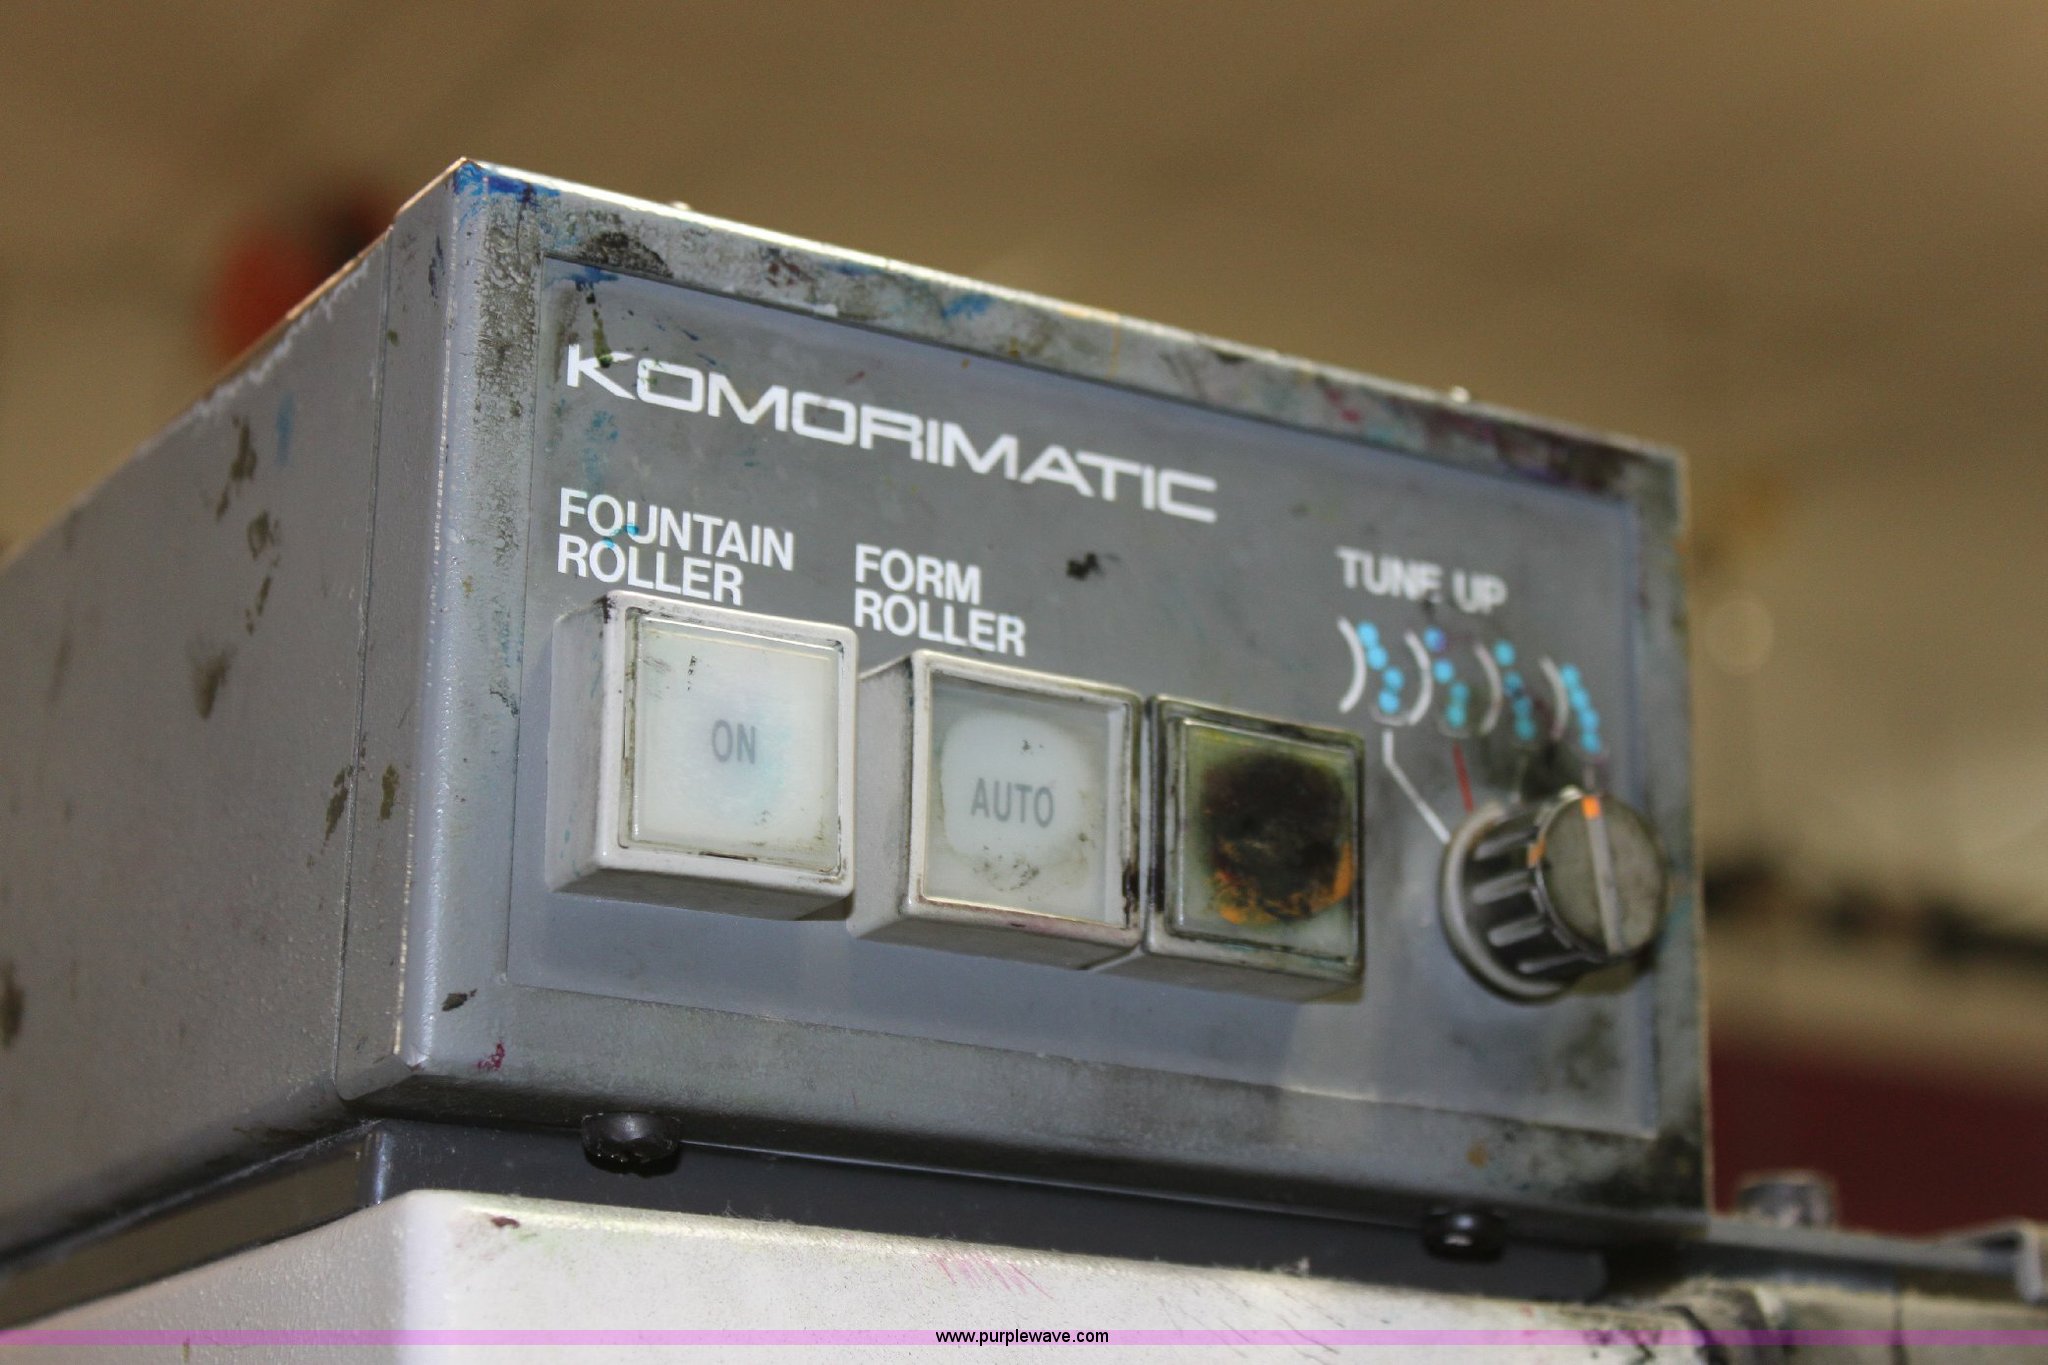 KOMORIMATIC
FOUNTAIN
ROLLER
FORM
ROLLER
TUNE UP
ON
AUTO
www.purplewave.com